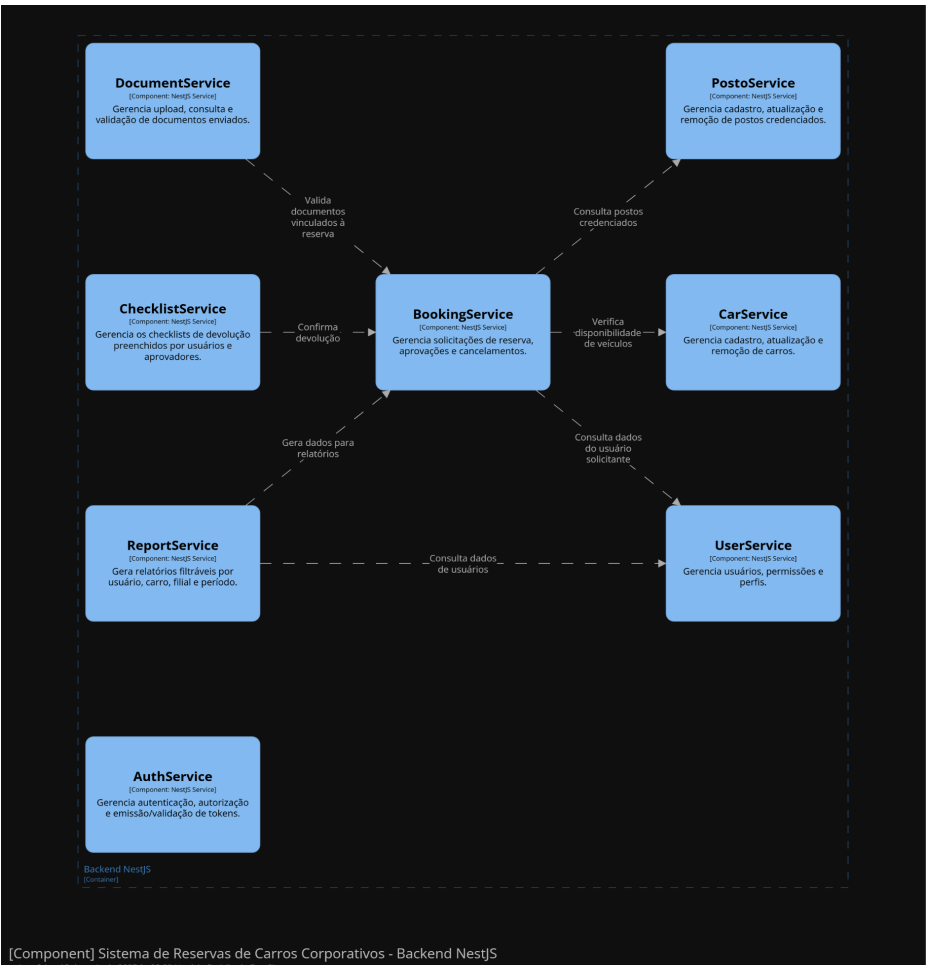 DocumentService
[Component: NestJS Service]
Gerencia upload, consulta e
validação de documentos enviados.
PostoService
[Component: NestJS Service]
Gerencia cadastro, atualização e
remoção de postos credenciados.
Valida
documentos
vinculados à
reserva
Consulta postos
credenciados
ChecklistService
[Component: NestJS Service]
Gerencia os checklists de devolução
preenchidos por usuários e
aprovadores.
Confirma
devolução
BookingService
[Component: NestJS Service]
Gerencia solicitações de reserva,
aprovações e cancelamentos.
Verifica
disponibilidade
de veículos
CarService
[Component: NestJS Service]
Gerencia cadastro, atualização e
remoção de carros.
Gera dados para
relatórios
Consulta dados
do usuário
solicitante
ReportService
[Component: NestJS Service]
Gera relatórios filtráveis por
usuário, carro, filial e período.
Consulta dados
de usuários
UserService
[Component: NestJS Service]
Gerencia usuários, permissões e
perfis.
AuthService
[Component: NestJS Service]
Gerencia autenticação, autorização
e emissão/validação de tokens.
Backend NestJS
[Container]
[Component] Sistema de Reservas de Carros Corporativos - Backend NestJS